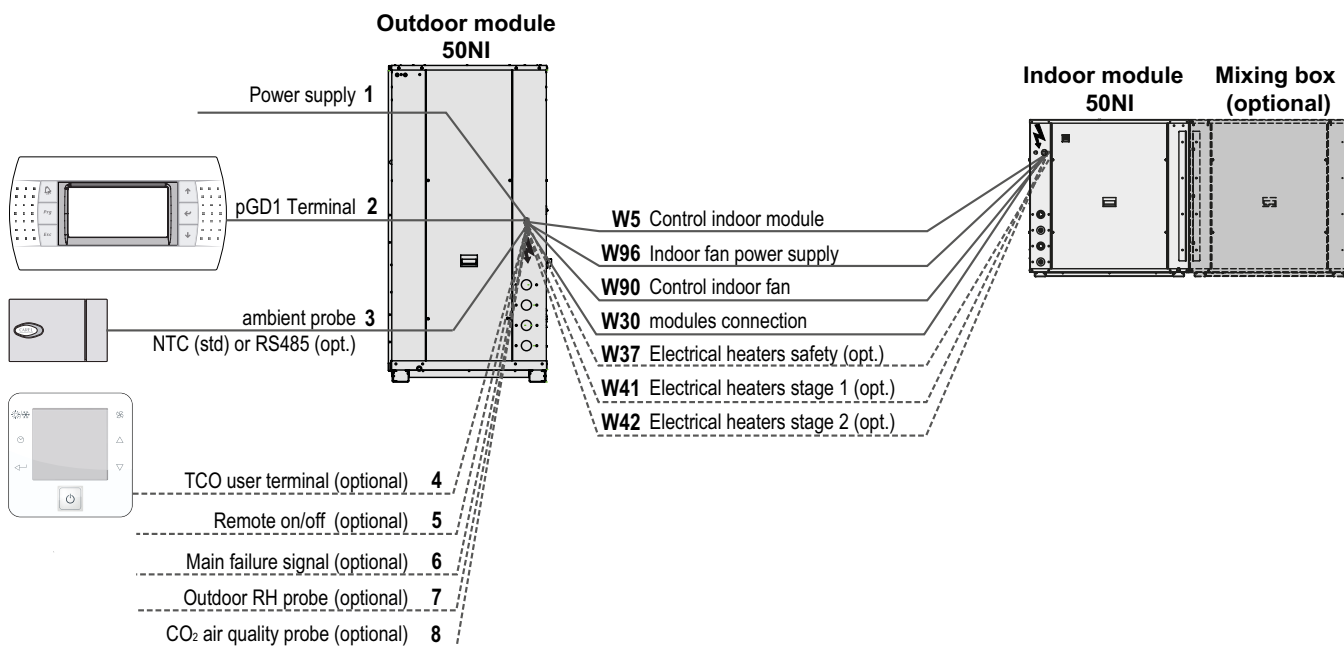 Outdoor module
50NI
Power supply 1
Prg
Esc
pGD1 Terminal 2
ambient probe 3
NTC (std) or RS485 (opt.)
TCO user terminal (optional) 4
Remote on/off (optional) 5
Main failure signal (optional) 6
Outdoor RH probe (optional) 7
CO2 air quality probe (optional) 8
W5 Control indoor module
W96 Indoor fan power supply
W90 Control indoor fan
W30 modules connection
W37 Electrical heaters safety (opt.)
W41 Electrical heaters stage 1 (opt.)
W42 Electrical heaters stage 2 (opt.)
Indoor module
50NI
Mixing box
(optional)